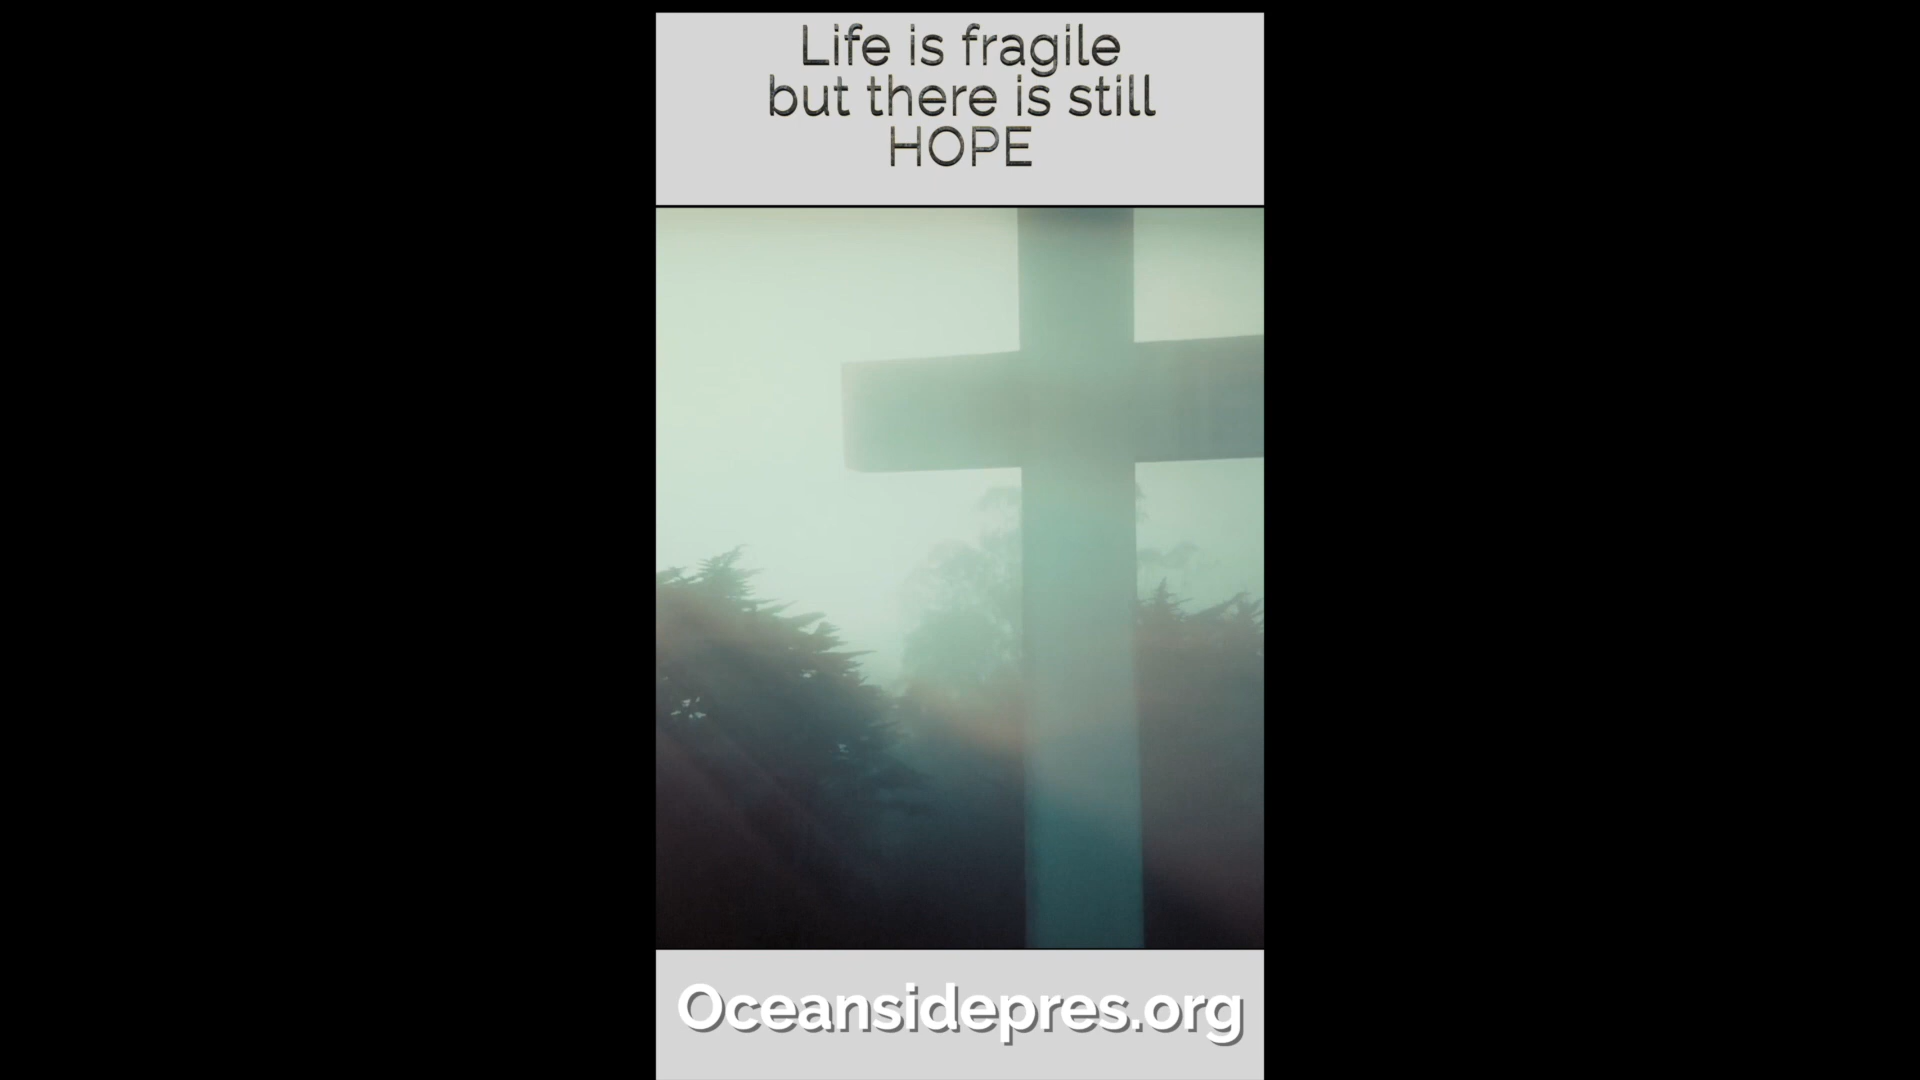 Life is fragile
but there is still
HOPE
Oceansidepres.org